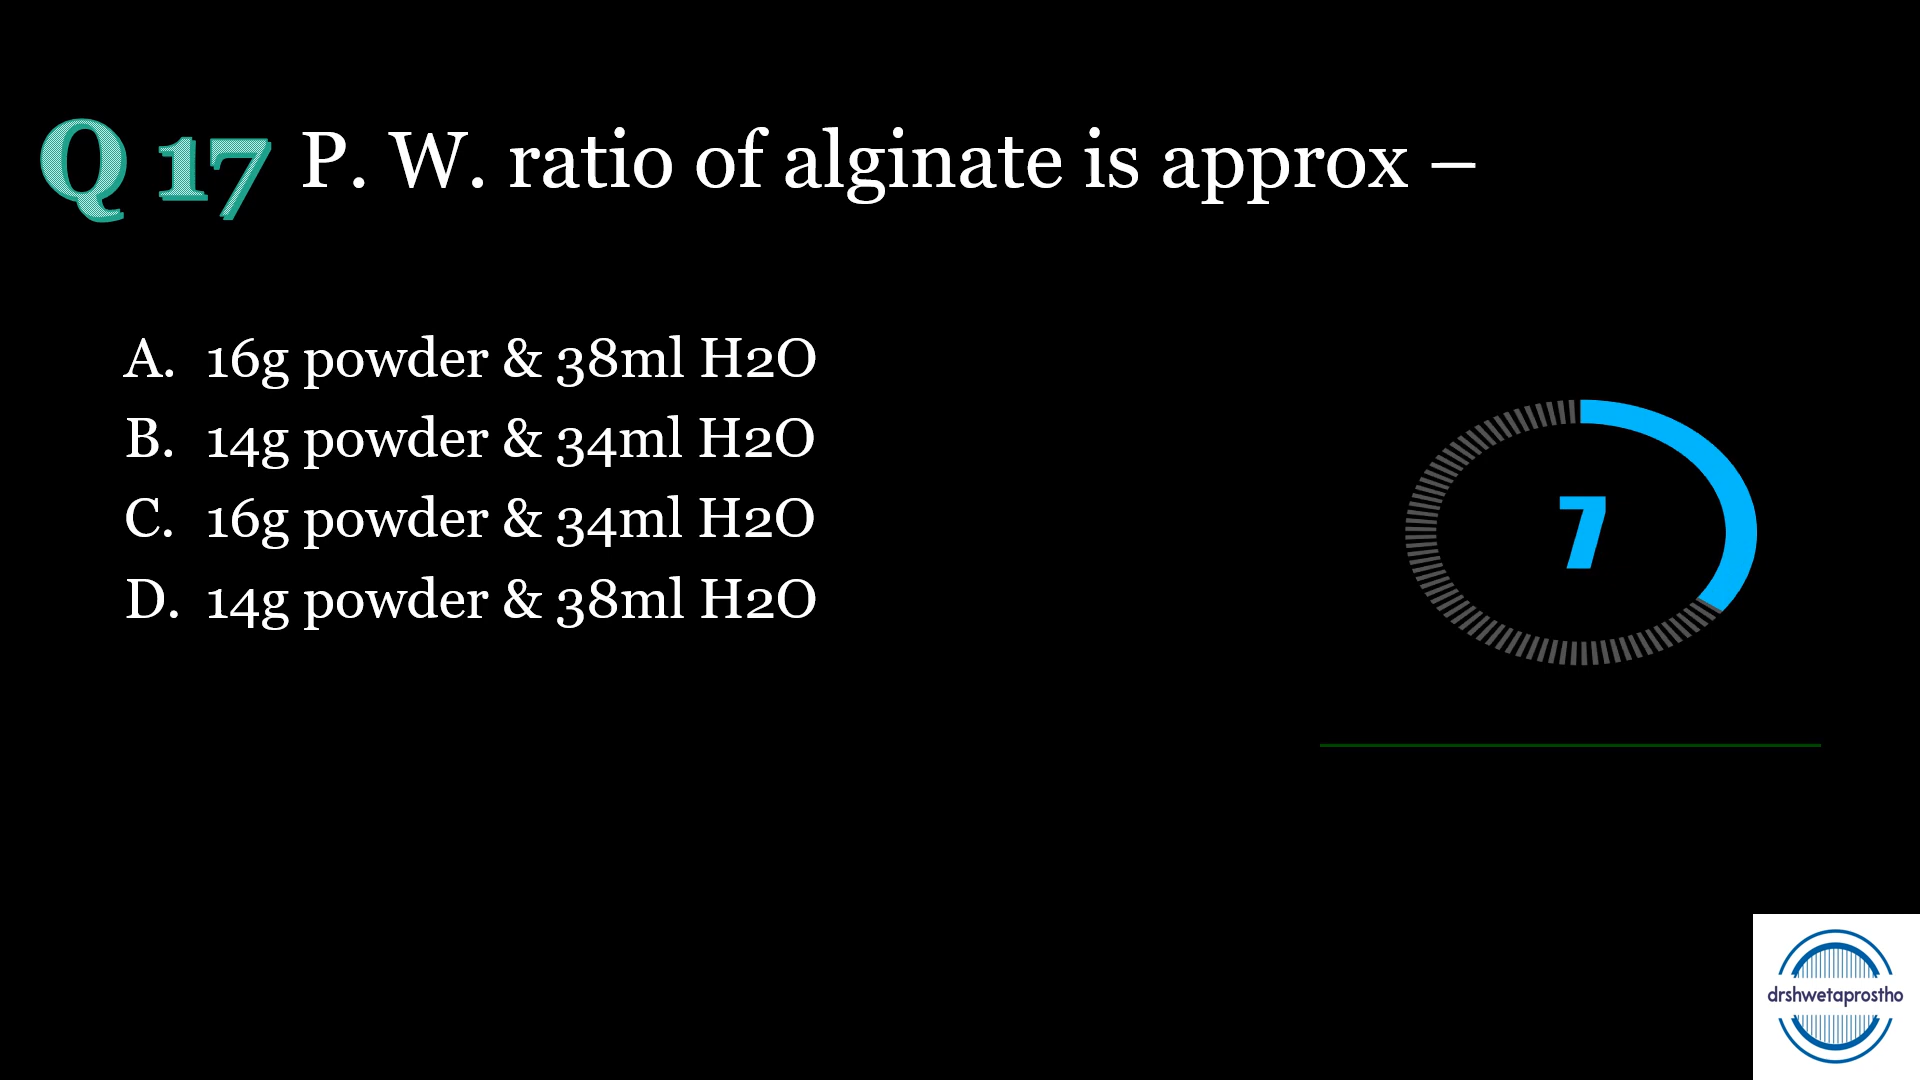 Q 17 P. W. ratio of alginate is approx –
A. 16g powder & 38ml H2O
B. 14g powder & 34ml H2O
C. 16g powder & 34ml H2O
D. 14g powder & 38ml H2O
7
drshwetaprostho